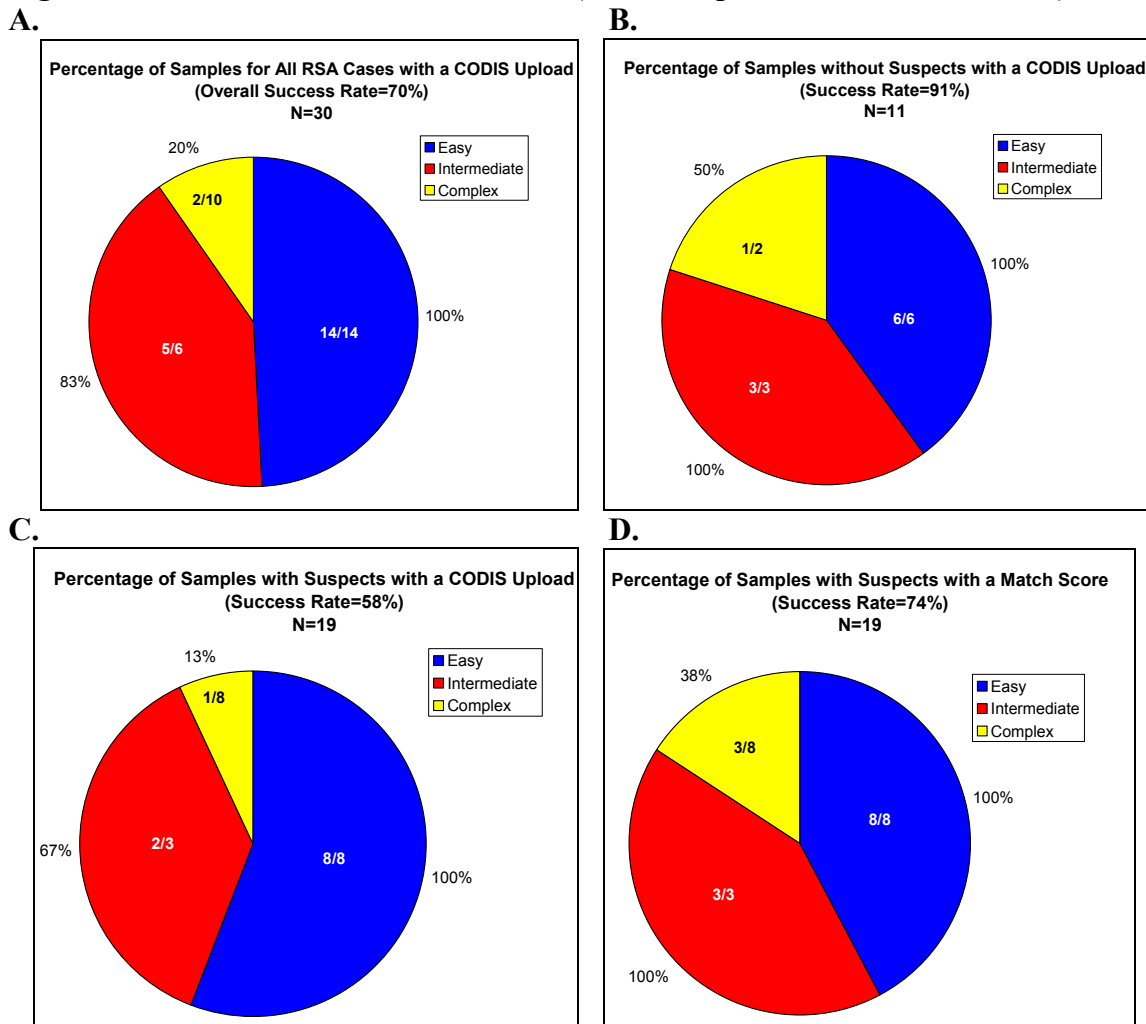 A.
Percentage of Samples for All RSA Cases with a CODIS Upload
(Overall Success Rate=70%)
N=30
Easy
Intermediate
Complex
20%
2/10
14/14
100%
5/6
83%
B.
Percentage of Samples without Suspects with a CODIS Upload
(Success Rate=91%)
N=11
Easy
Intermediate
Complex
50%
1/2
100%
6/6
3/3
100%
C.
Percentage of Samples with Suspects with a CODIS Upload
(Success Rate=58%)
N=19
Easy
Intermediate
Complex
13%
1/8
2/3
67%
8/8
100%
D.
Percentage of Samples with Suspects with a Match Score
(Success Rate=74%)
N=19
Easy
Intermediate
Complex
38%
3/8
100%
8/8
3/3
100%